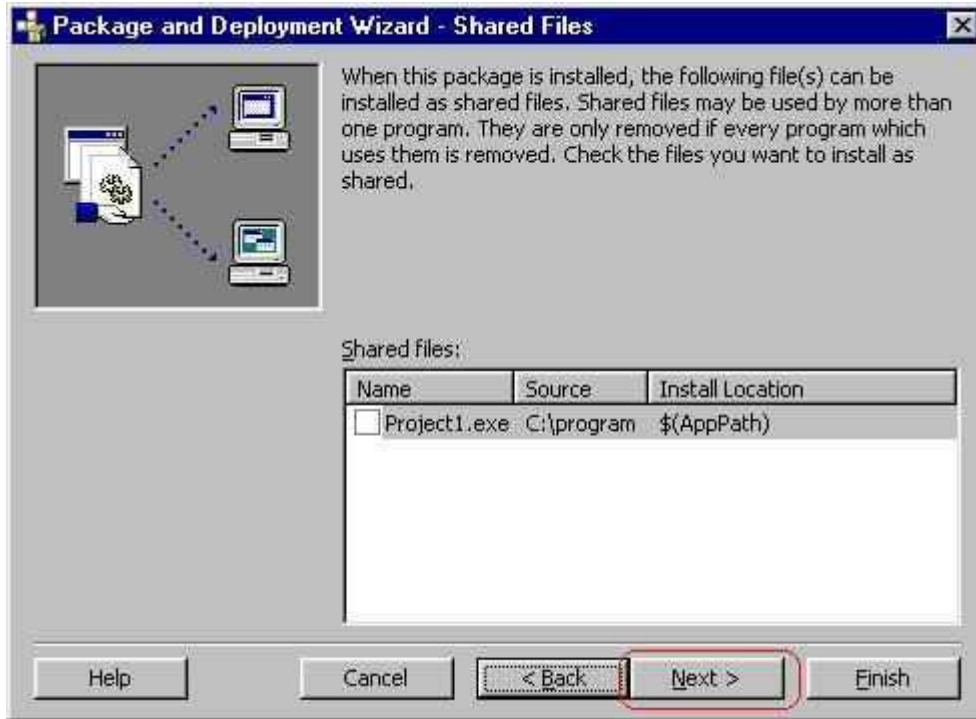 Package and Deployment Wizard - Shared Files
When this package is installed, the following file(s) can be
installed as shared files. Shared files may be used by more than
one program. They are only removed if every program which
uses them is removed. Check the files you want to install as
shared.
Shared files:
Name Source Install Location
Project1.exe C:\program $(AppPath)
Help Cancel < Back Next > Finish